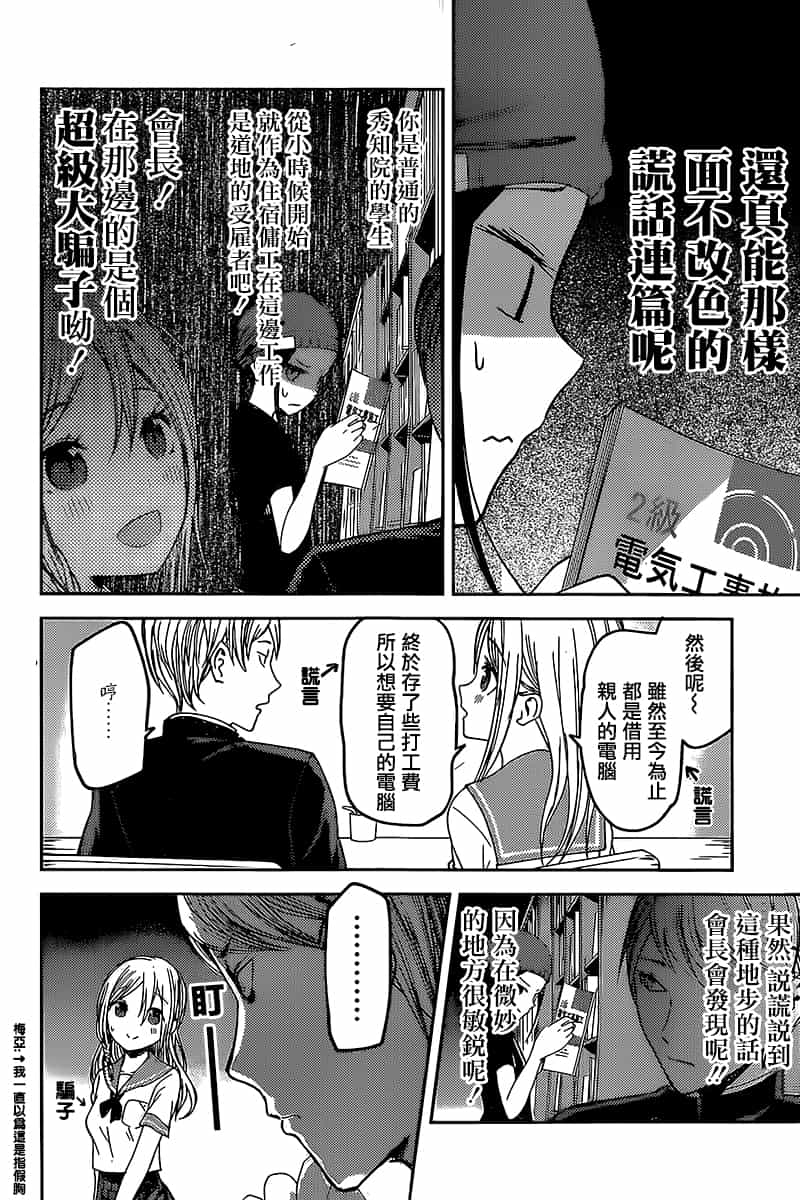 還真能那樣
面不改色的
謊話連篇呢
2級
電気工事
你是普通的
秀知院的學生
從小時候開始
就作為住宿傭工在這邊工作
是道地的受雇者吧!
會長!
在那邊的是個
超級大騙子呦!
然後呢~
雖然至今為止
都是借用
親人的電腦
謊言
終於存了些打工費
所以想要自己的電腦
謊言
哼⋯⋯
果然說謊說到
這種地步的話
會長會發現呢!!
因為在微妙
的地方很敏銳呢!
⋯⋯⋯
盯
騙子
梅亞:→我一直以為這是指假胸